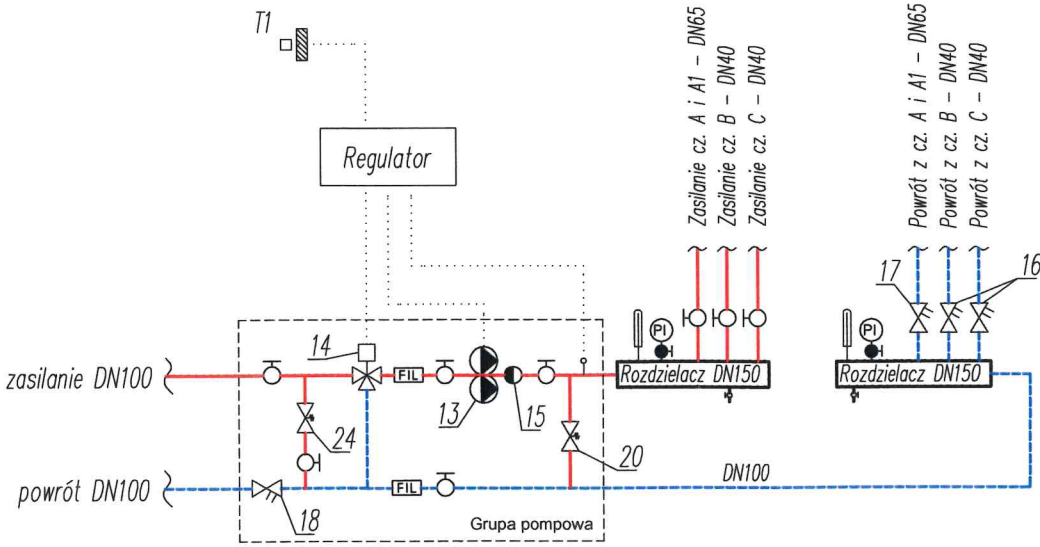 T1
Regulator
Zasilanie cz. A i A1 - DN65
Zasilanie cz. B - DN40
Zasilanie cz. C - DN40
Powrót z cz. A i A1 - DN65
Powrót z cz. B - DN40
Powrót z cz. C - DN40
17
16
14
PI
PI
zasilanie DN100
FIL
Rozdzielacz DN150
Rozdzielacz DN150
24
13
15
20
powrót DN100
18
FIL
DN100
Grupa pompowa